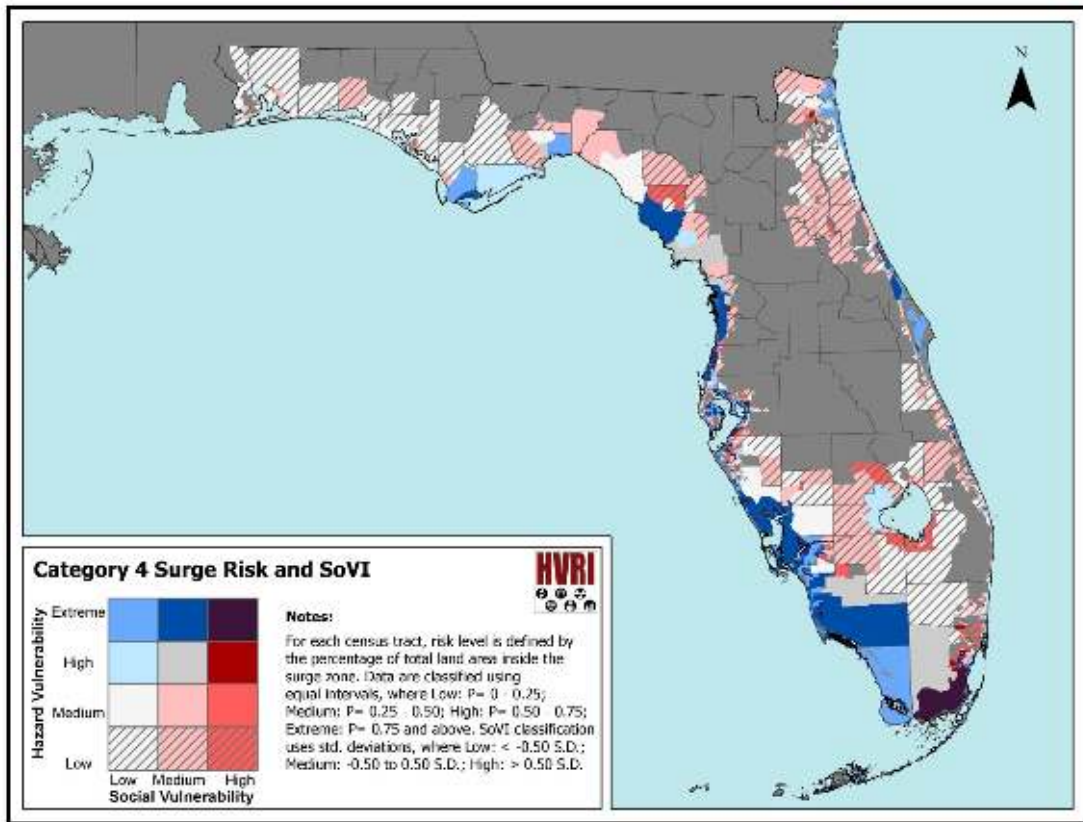 N
Category 4 Surge Risk and SoVI
HVRI
Hazard Vulnerability
Extreme
High
Medium
Low
Low Medium High
Social Vulnerability
Notes:
For each census tract, risk level is defined by
the percentage of total land area inside the
surge zone. Data are classified using
equal intervals, where Low: P= 0 - 0.25;
Medium: P= 0.25 - 0.50; High: P= 0.50 - 0.75;
Extreme: P= 0.75 and above. SoVI classification
uses std. deviations, where Low: < -0.50 S.D.;
Medium: -0.50 to 0.50 S.D.; High: > 0.50 S.D.